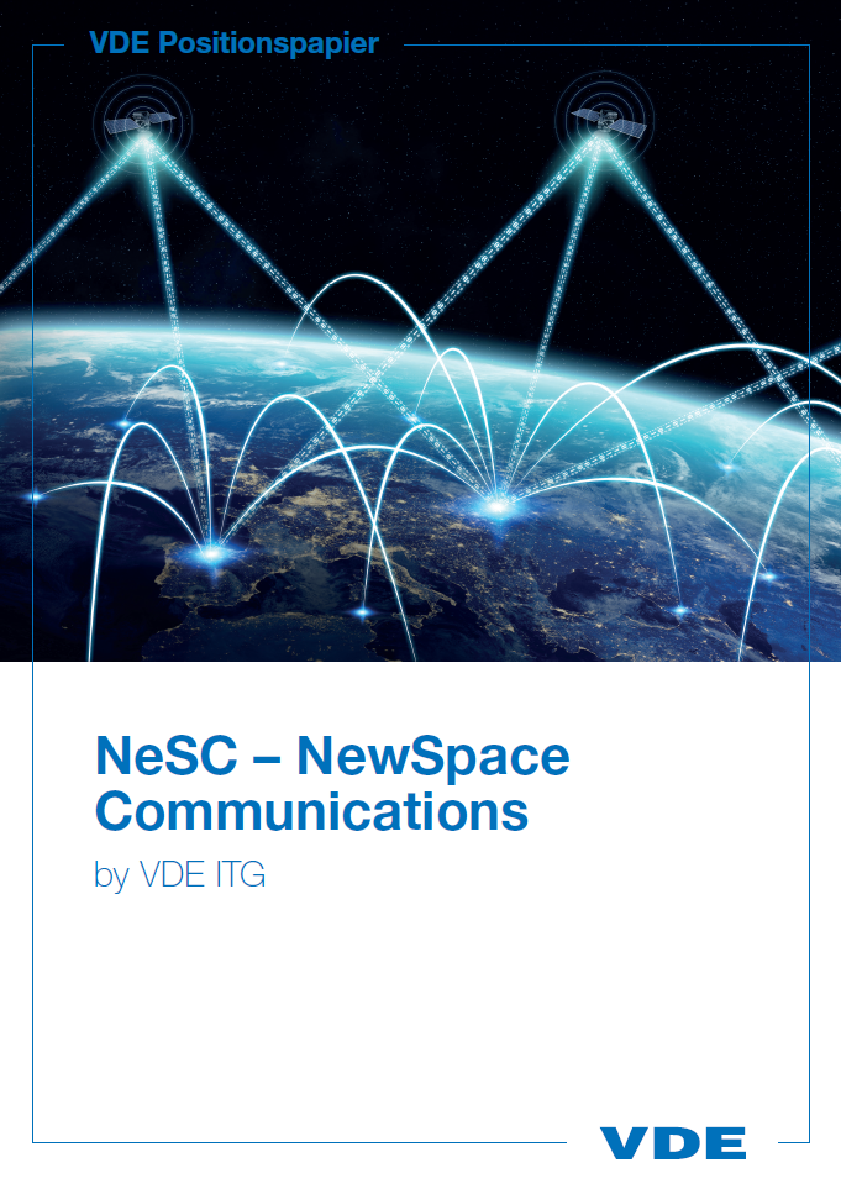 VDE Positionspapier
NeSC – NewSpace
Communications
by VDE ITG
VDE